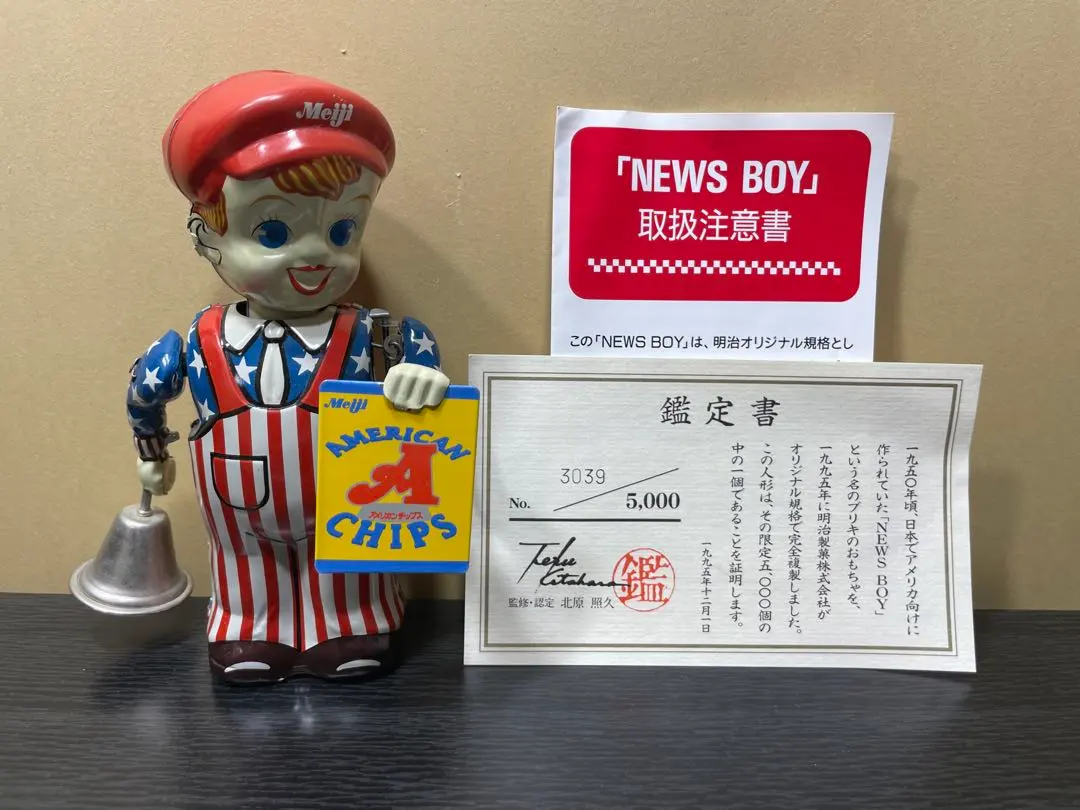 Meiji
「NEWS BOY」
取扱注意書
この「NEWS BOY」は、明治オリジナル規格とし
Meiji
AMERICAN
A
アメリカンチップス
CHIPS
鑑定書
一九五〇年頃、日本でアメリカ向けに
作られていた「NEWS BOY」
という名のブリキのおもちゃを、
一九九五年に明治製菓株式会社が
オリジナル規格で完全複製しました。
この人形は、その限定五、〇〇〇個の
中の一個であることを証明します。
一九九五年十二月一日
No. 3039 / 5,000
Teru Kitahara
監修・認定 北原 照久
鑑